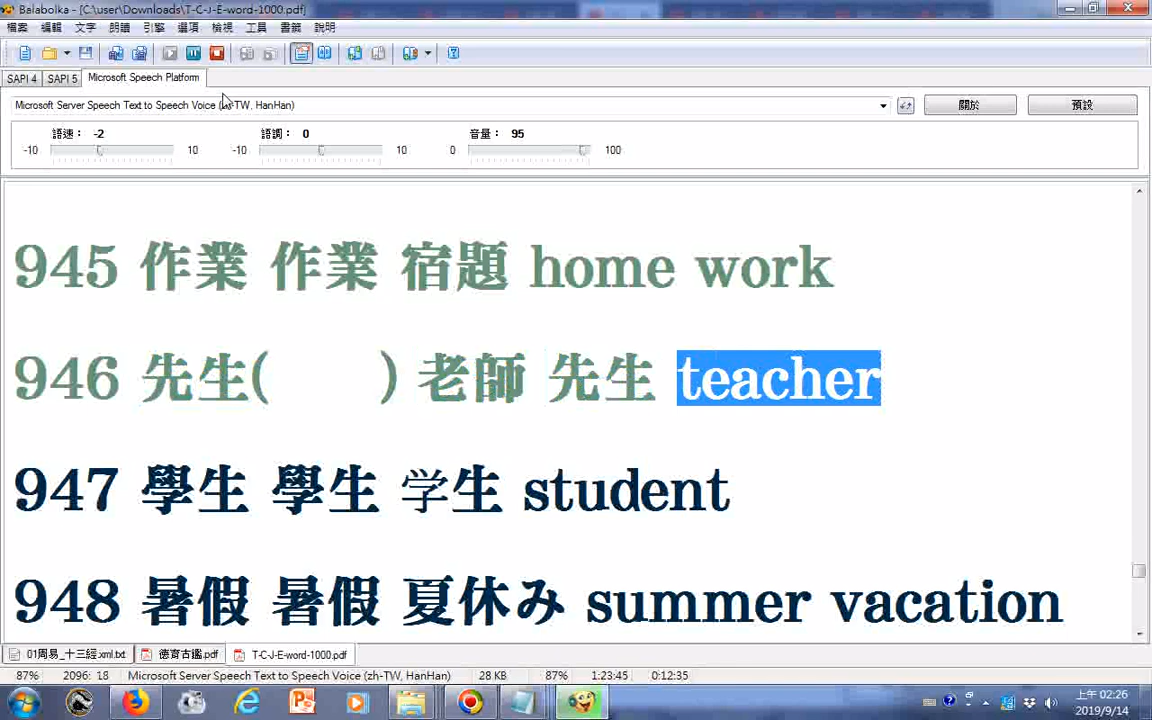 Balabolka - [C:\user\Downloads\T-C-J-E-word-1000.pdf]
檔案 編輯 文字 朗讀 引擎 選項 檢視 工具 書籤 說明
SAPI 4 SAPI 5 Microsoft Speech Platform
Microsoft Server Speech Text to Speech Voice (zh-TW, HanHan) 關於 預設
語速： -2 語調： 0 音量： 95
-10 10 -10 10 0 100
945 作業 作業 宿題 home work
946 先生( ) 老師 先生 teacher
947 學生 學生 学生 student
948 暑假 暑假 夏休み summer vacation
01周易_十三經.xml.txt 德育古鑑.pdf T-C-J-E-word-1000.pdf
87% 2096: 18 Microsoft Server Speech Text to Speech Voice (zh-TW, HanHan) 28 KB 87% 1:23:45 0:12:35
上午 02:26
2019/9/14